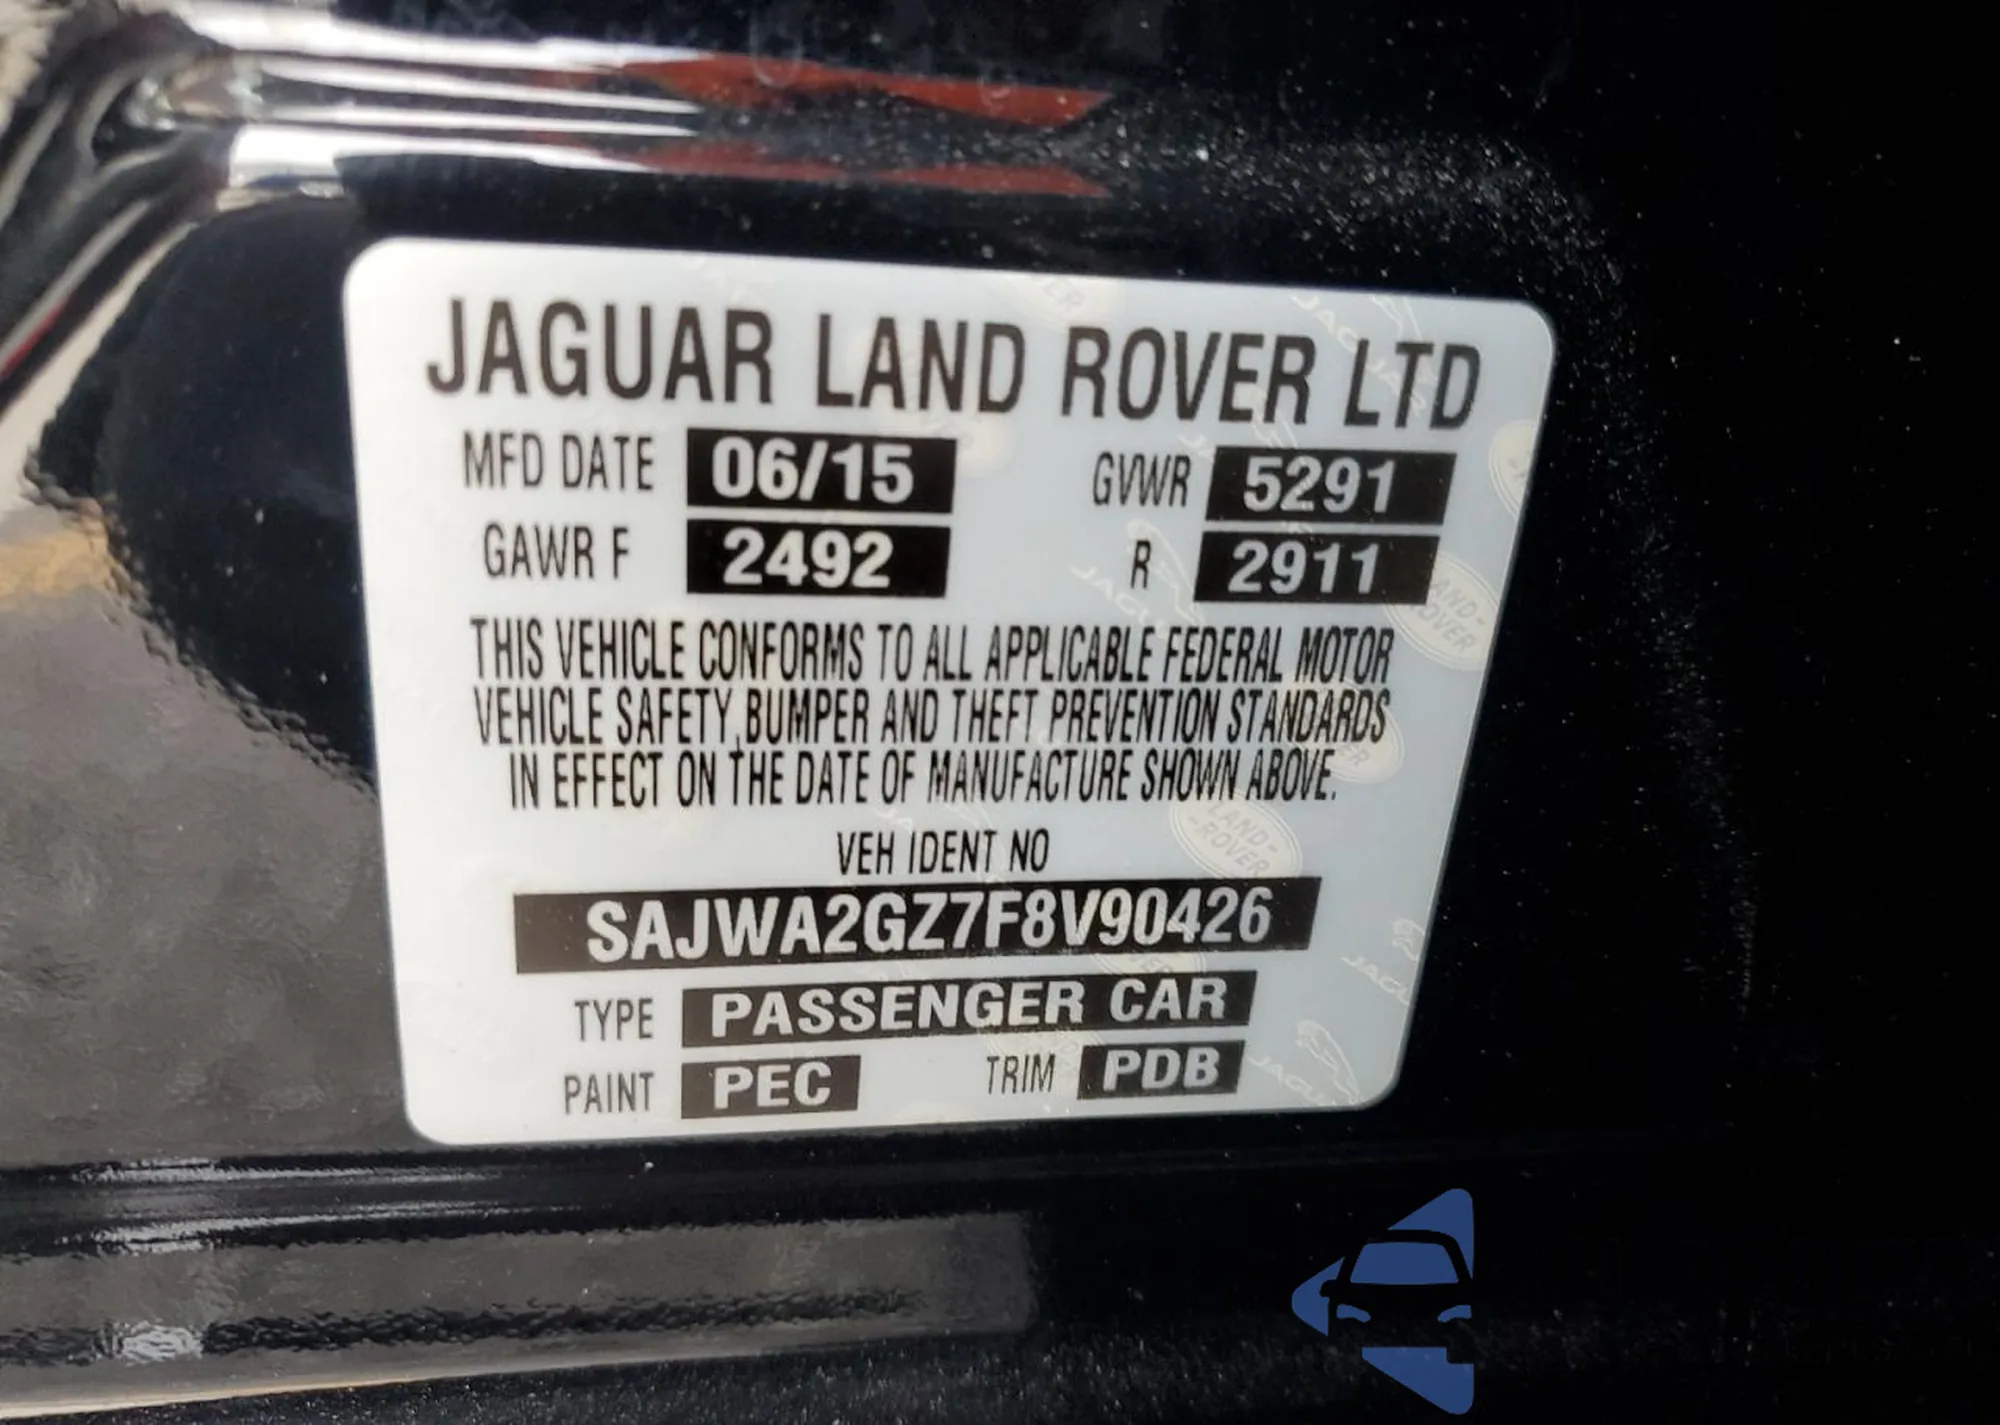 JAGUAR LAND ROVER LTD
MFD DATE 06/15 GVWR 5291
GAWR F 2492 R 2911
THIS VEHICLE CONFORMS TO ALL APPLICABLE FEDERAL MOTOR
VEHICLE SAFETY,BUMPER AND THEFT PREVENTION STANDARDS
IN EFFECT ON THE DATE OF MANUFACTURE SHOWN ABOVE.
VEH IDENT NO
SAJWA2GZ7F8V90426
TYPE PASSENGER CAR
PAINT PEC TRIM PDB